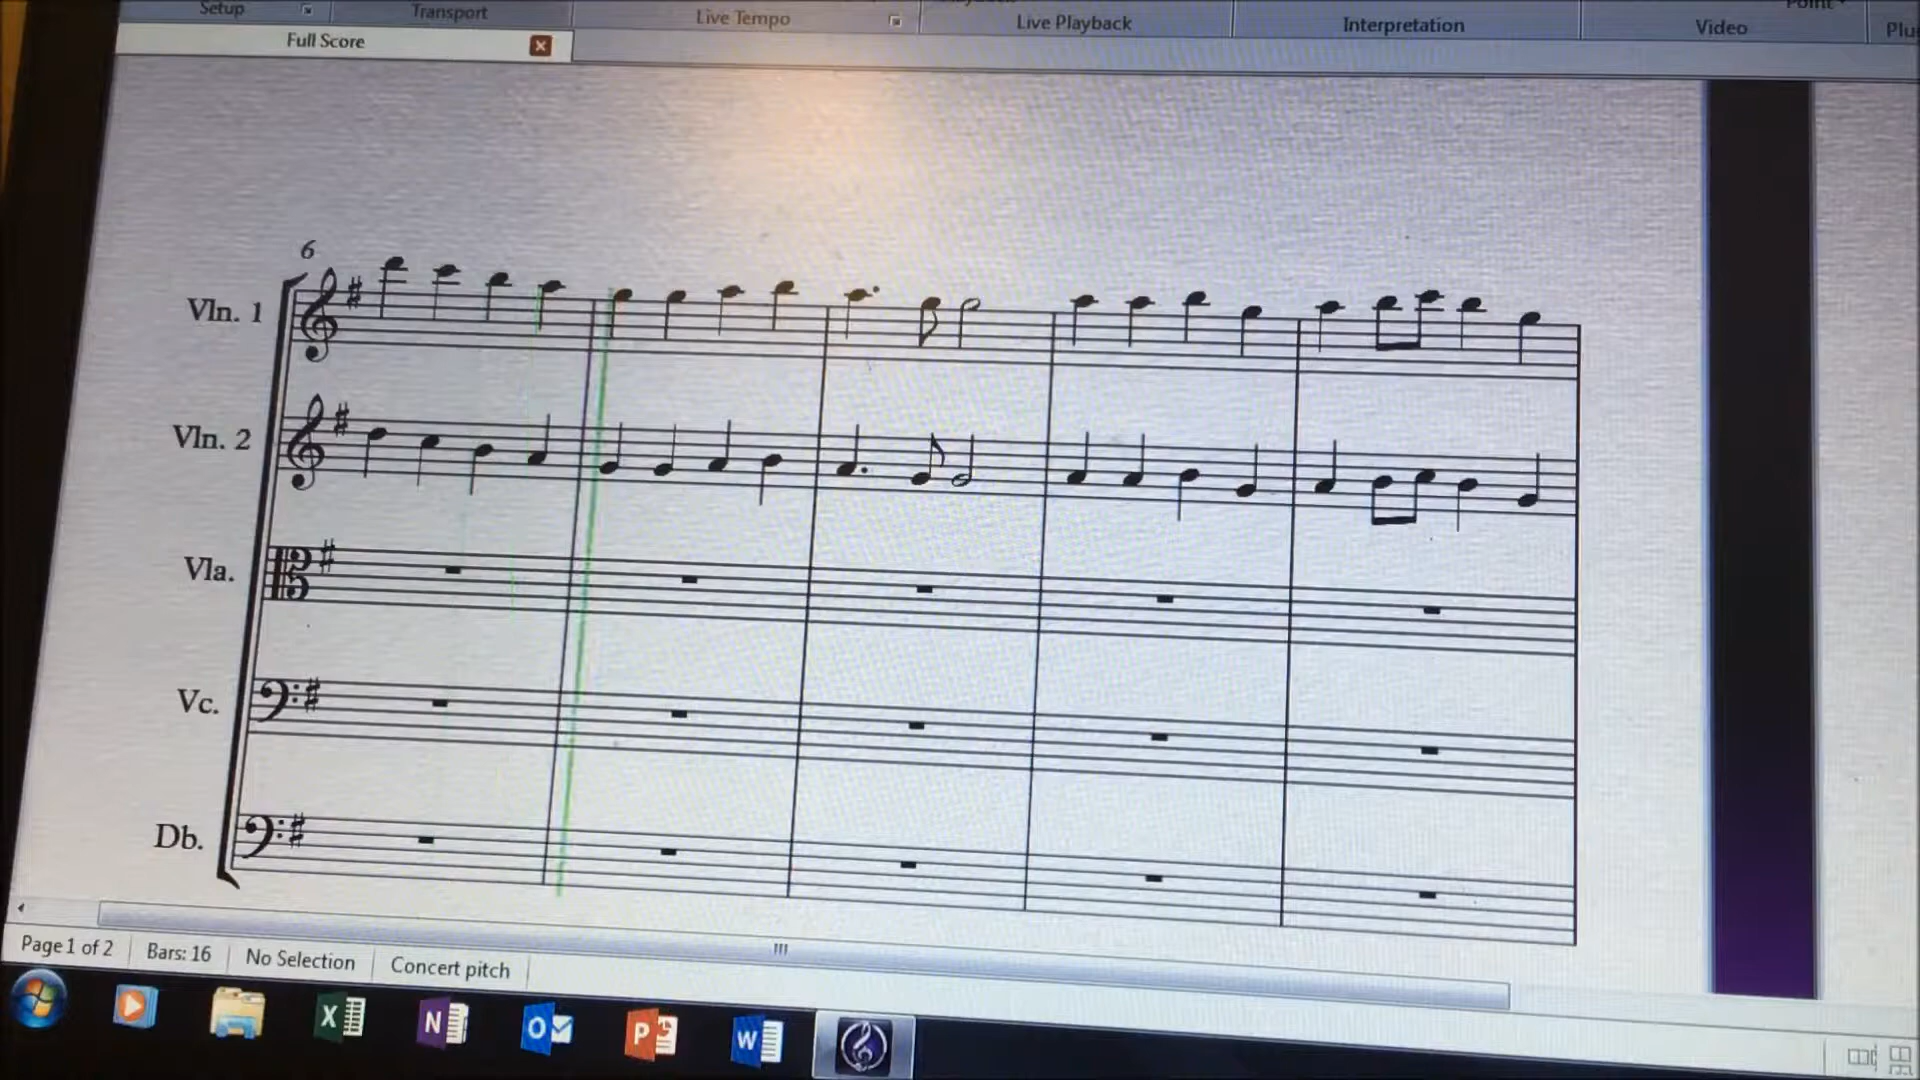 Setup
Transport
Live Tempo
Live Playback
Interpretation
Video
Full Score
6
Vln. 1
Vln. 2
Vla.
Vc.
Db.
Page 1 of 2
Bars: 16
No Selection
Concert pitch
X
N
O
P
W